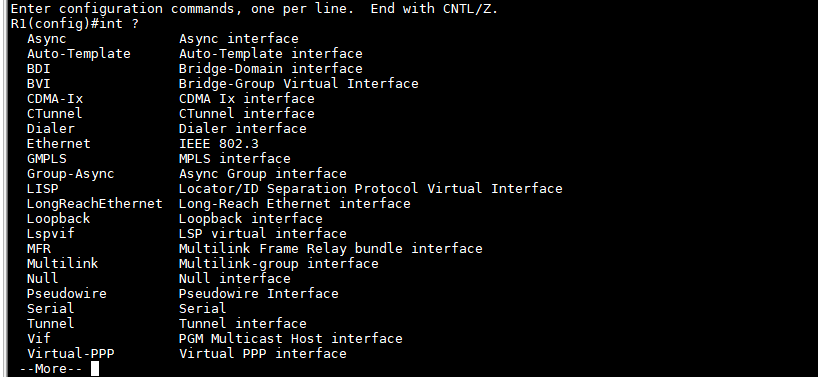 Enter configuration commands, one per line.  End with CNTL/Z.
R1(config)#int ?
  Async              Async interface
  Auto-Template      Auto-Template interface
  BDI                Bridge-Domain interface
  BVI                Bridge-Group Virtual Interface
  CDMA-Ix            CDMA Ix interface
  CTunnel            CTunnel interface
  Dialer             Dialer interface
  Ethernet           IEEE 802.3
  GMPLS              MPLS interface
  Group-Async        Async Group interface
  LISP               Locator/ID Separation Protocol Virtual Interface
  LongReachEthernet  Long-Reach Ethernet interface
  Loopback           Loopback interface
  Lspvif             LSP virtual interface
  MFR                Multilink Frame Relay bundle interface
  Multilink          Multilink-group interface
  Null               Null interface
  Pseudowire         Pseudowire Interface
  Serial             Serial
  Tunnel             Tunnel interface
  Vif                PGM Multicast Host interface
  Virtual-PPP        Virtual PPP interface
 --More--